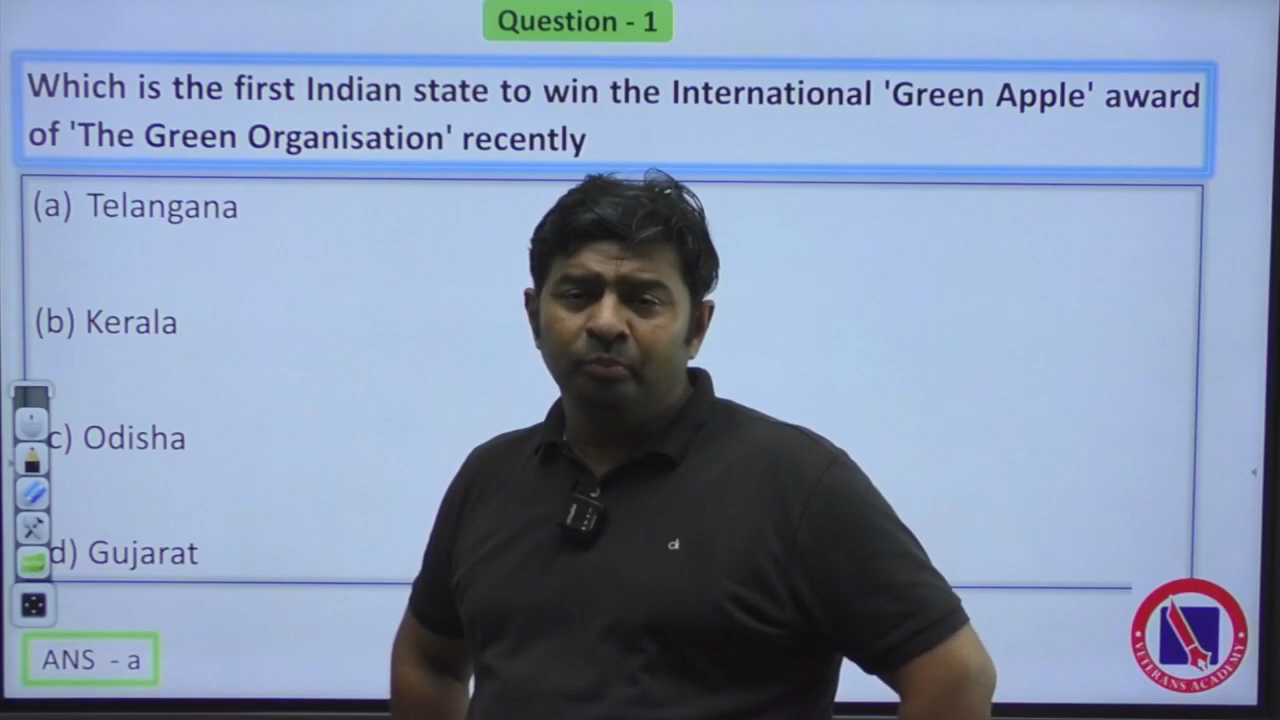 Question - 1
Which is the first Indian state to win the International 'Green Apple' award
of 'The Green Organisation' recently
(a) Telangana
(b) Kerala
c) Odisha
d) Gujarat
ANS - a
VETERANS ACADEMY